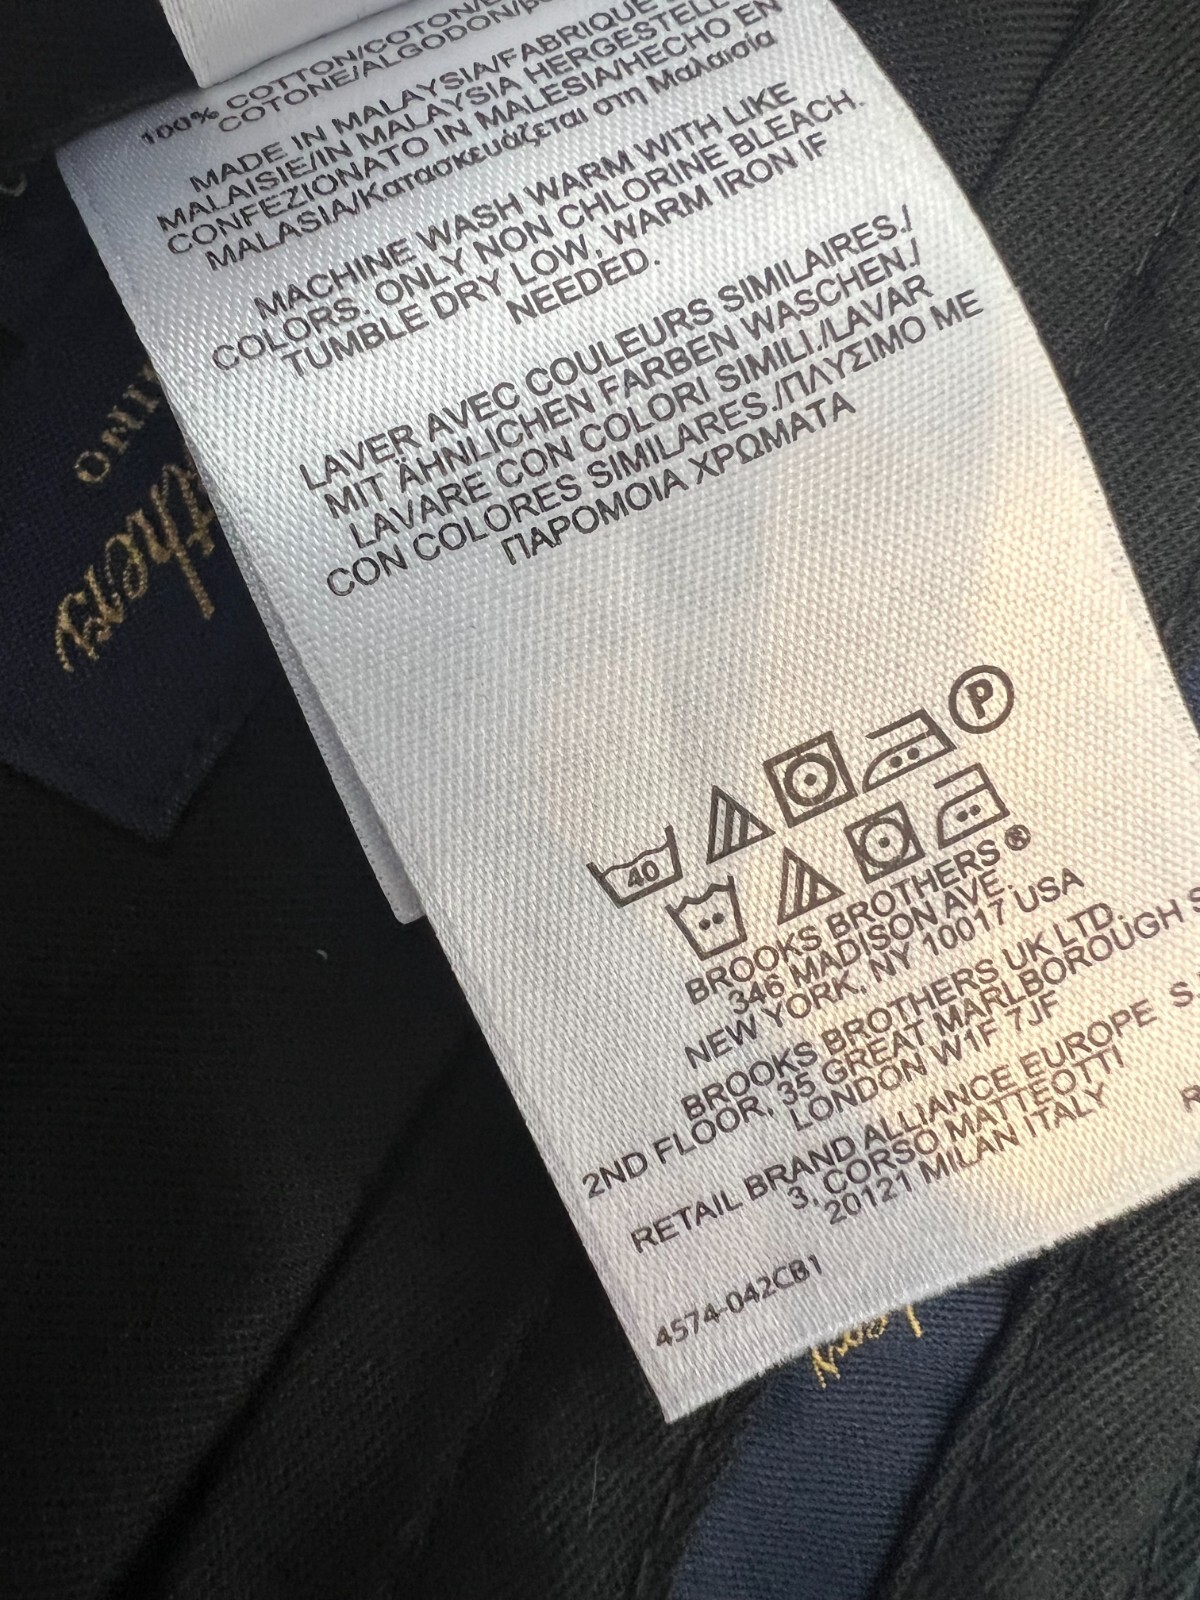 100% COTTON/COTON/
COTONE/ALGODON/
MADE IN MALAYSIA/FABRIQUE
MALAISIE/IN MALAYSIA HERGESTELL
CONFEZIONATO IN MALESIA/HECHO EN
MALASIA/Κατασκευάζεται στη Μαλαισία
MACHINE WASH WARM WITH LIKE
COLORS. ONLY NON CHLORINE BLEACH.
TUMBLE DRY LOW, WARM IRON IF
NEEDED.
LAVER AVEC COULEURS SIMILAIRES./
MIT ÄHNLICHEN FARBEN WASCHEN./
LAVARE CON COLORI SIMILI./LAVAR
CON COLORES SIMILARES./ΠΛΥΣΙΜΟ ΜΕ
ΠΑΡΟΜΟΙΑ ΧΡΩΜΑΤΑ
P
40
BROOKS BROTHERS ®
346 MADISON AVE.
NEW YORK, NY 10017 USA
BROOKS BROTHERS UK LTD.
2ND FLOOR, 35 GREAT MARLBOROUGH S
LONDON W1F 7JF
RETAIL BRAND ALLIANCE EUROPE S.
3, CORSO MATTEOTTI
20121 MILAN ITALY
R
4574-042CB1
thers